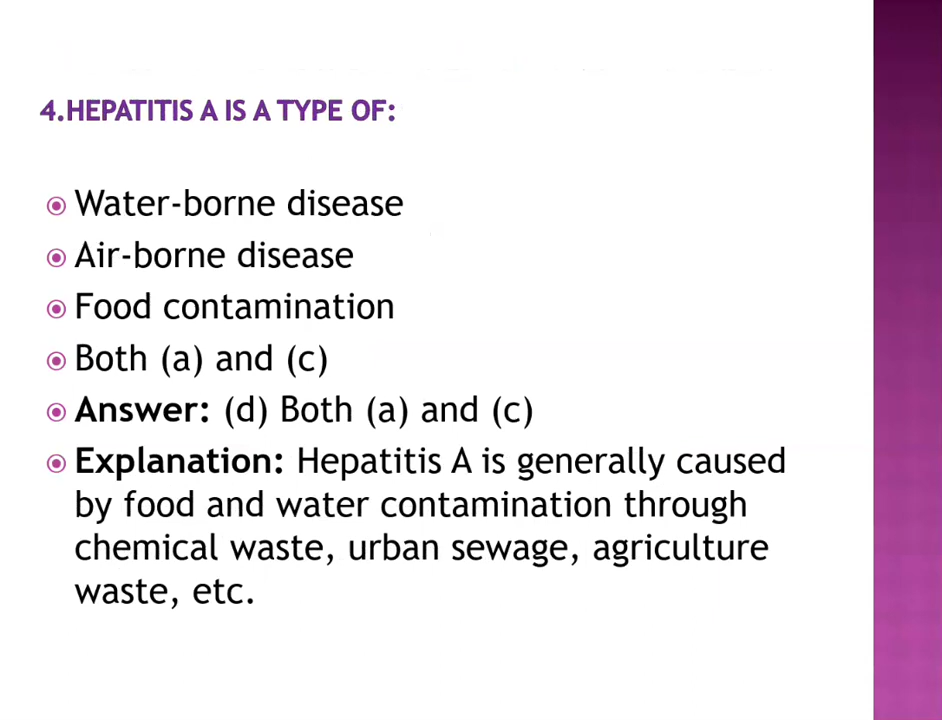 4.HEPATITIS A IS A TYPE OF:
Water-borne disease
Air-borne disease
Food contamination
Both (a) and (c)
Answer: (d) Both (a) and (c)
Explanation: Hepatitis A is generally caused
by food and water contamination through
chemical waste, urban sewage, agriculture
waste, etc.